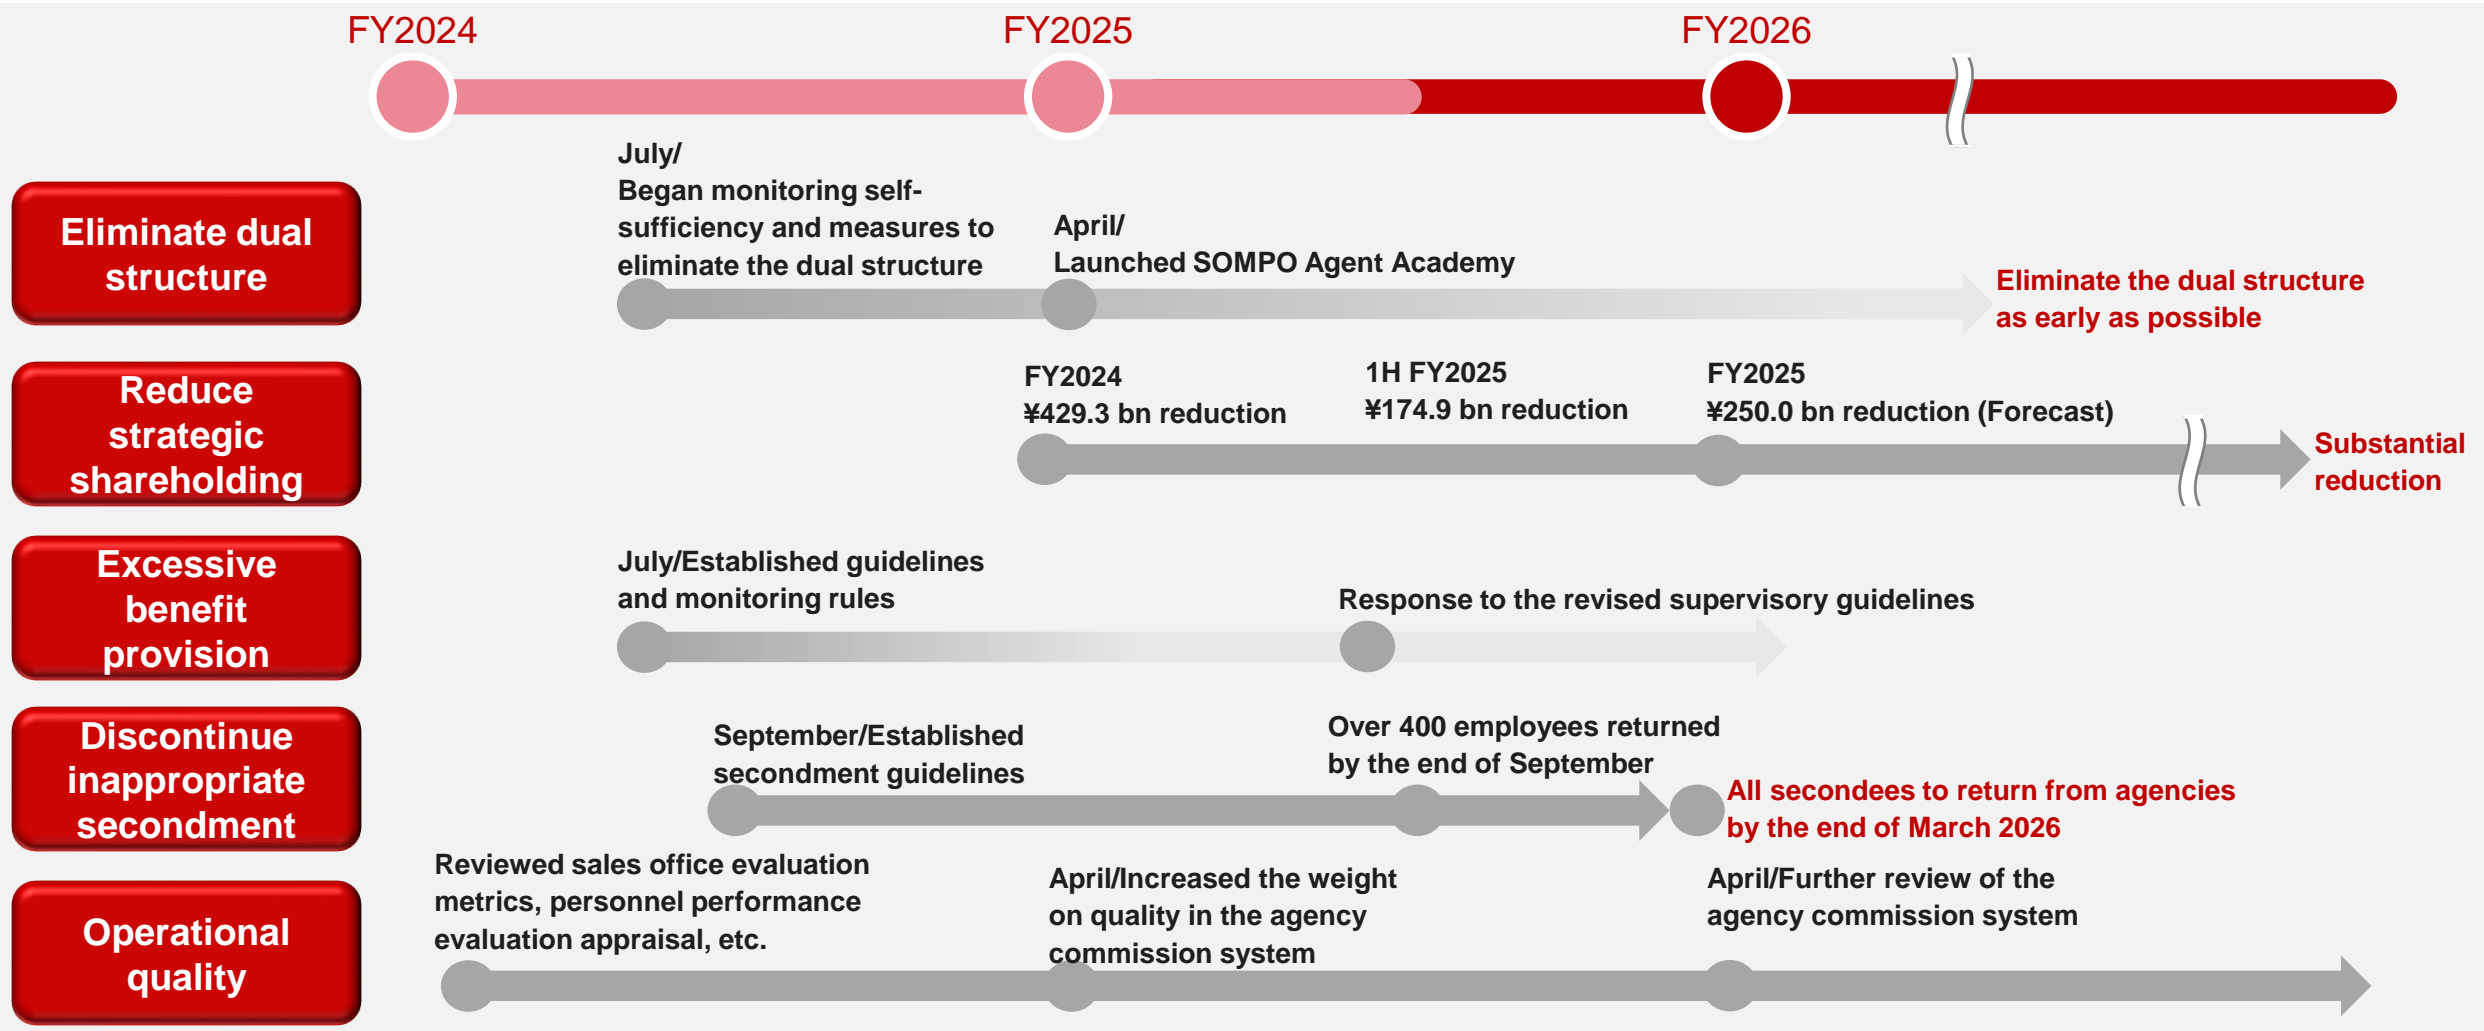 FY2024
FY2025
FY2026
Eliminate dual
structure
July/
Began monitoring self-
sufficiency and measures to
eliminate the dual structure
April/
Launched SOMPO Agent Academy
Eliminate the dual structure
as early as possible
Reduce
strategic
shareholding
FY2024
¥429.3 bn reduction
1H FY2025
¥174.9 bn reduction
FY2025
¥250.0 bn reduction (Forecast)
Substantial
reduction
Excessive
benefit
provision
July/Established guidelines
and monitoring rules
Response to the revised supervisory guidelines
Discontinue
inappropriate
secondment
September/Established
secondment guidelines
Over 400 employees returned
by the end of September
All secondees to return from agencies
by the end of March 2026
Operational
quality
Reviewed sales office evaluation
metrics, personnel performance
evaluation appraisal, etc.
April/Increased the weight
on quality in the agency
commission system
April/Further review of the
agency commission system